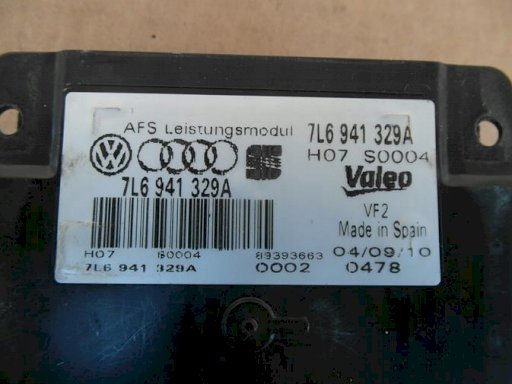 AFS Leistungsmodul 7L6 941 329A
H07 S0004
7L6 941 329A
Valeo
VF2
Made in Spain
H07 S0004 89393663 04/09/10
7L6 941 329A 0002 0478